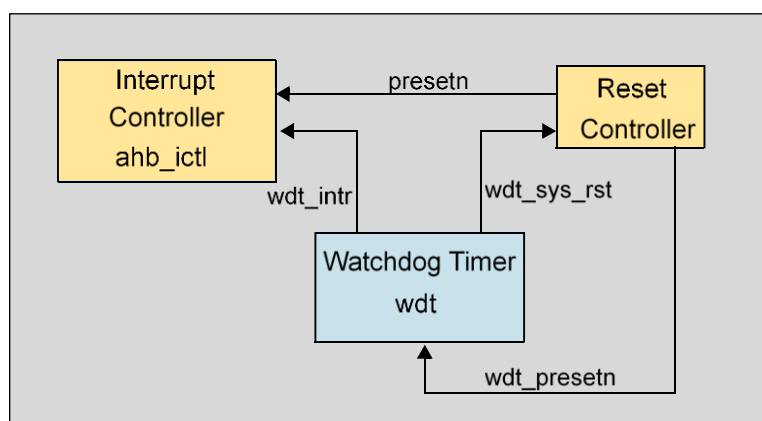 Interrupt
Controller
ahb_ictl
presetn
Reset
Controller
wdt_intr
wdt_sys_rst
Watchdog Timer
wdt
wdt_presetn